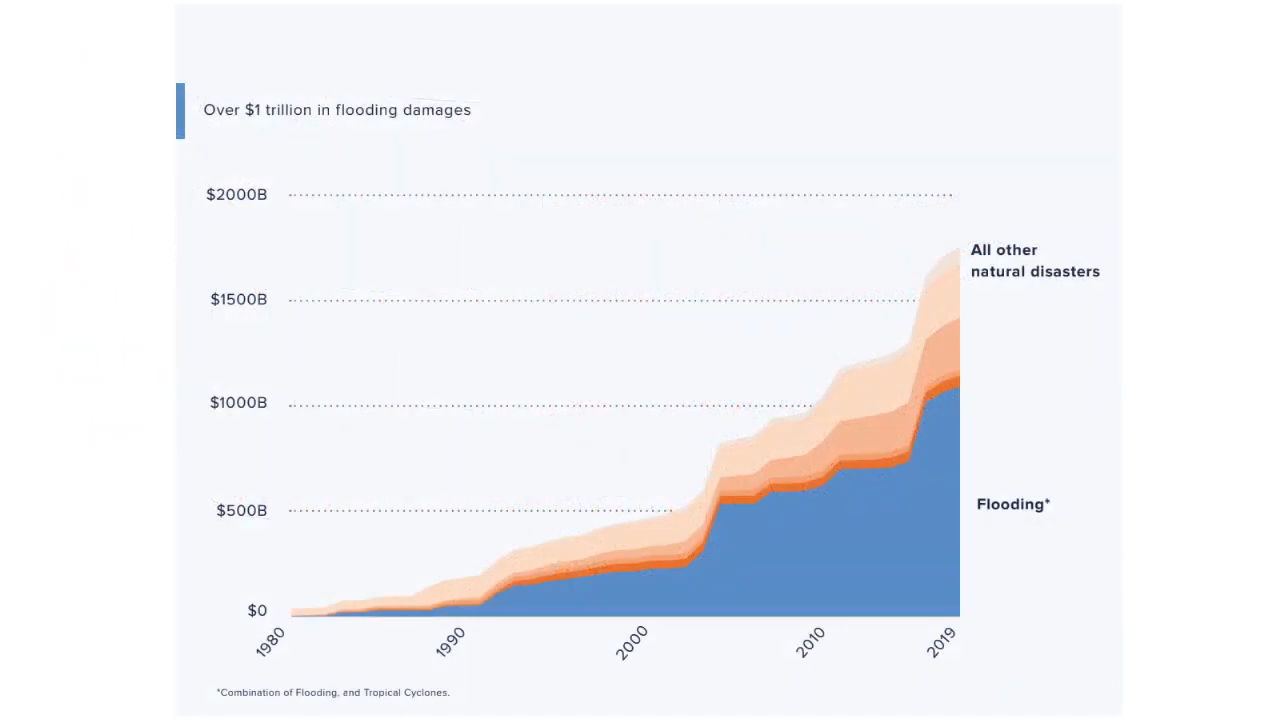 Over $1 trillion in flooding damages
$2000B
$1500B
$1000B
$500B
$0
All other
natural disasters
Flooding*
1980
1990
2000
2010
2019
*Combination of Flooding, and Tropical Cyclones.